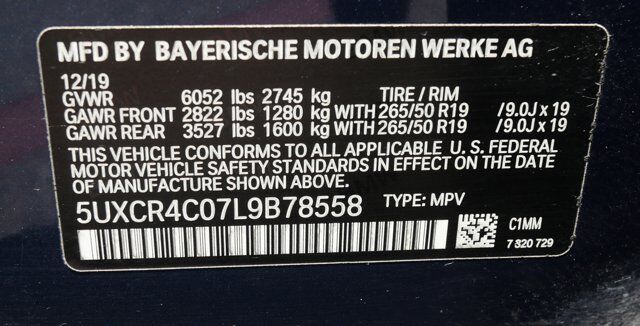 MFD BY BAYERISCHE MOTOREN WERKE AG
12/19
GVWR 6052 lbs 2745 kg TIRE / RIM
GAWR FRONT 2822 lbs 1280 kg WITH 265/50 R19 /9.0J x 19
GAWR REAR 3527 lbs 1600 kg WITH 265/50 R19 /9.0J x 19
THIS VEHICLE CONFORMS TO ALL APPLICABLE U. S. FEDERAL
MOTOR VEHICLE SAFETY STANDARDS IN EFFECT ON THE DATE
OF MANUFACTURE SHOWN ABOVE.
5UXCR4C07L9B78558 TYPE: MPV
C1MM
7 320 729